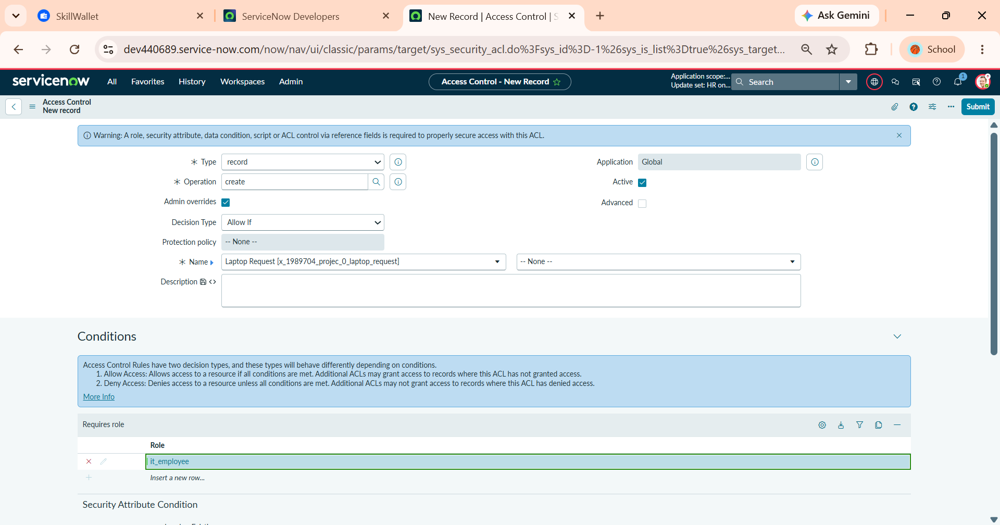 SkillWallet
ServiceNow Developers
New Record | Access Control | S
Ask Gemini
dev440689.service-now.com/now/nav/ui/classic/params/target/sys_security_acl.do%3Fsys_id%3D-1%26sys_is_list%3Dtrue%26sys_target...
School
servicenow
All
Favorites
History
Workspaces
Admin
Access Control - New Record
Application scope:...
Update set: HR on...
Search
1
Access Control
New record
Submit
Warning: A role, security attribute, data condition, script or ACL control via reference fields is required to properly secure access with this ACL.
Type
record
Application
Global
Operation
create
Active
Admin overrides
Advanced
Decision Type
Allow If
Protection policy
-- None --
Name
Laptop Request [x_1989704_projec_0_laptop_request]
-- None --
Description
Conditions
Access Control Rules have two decision types, and these types will behave differently depending on conditions.
1. Allow Access: Allows access to a resource if all conditions are met. Additional ACLs may grant access to records where this ACL has not granted access.
2. Deny Access: Denies access to a resource unless all conditions are met. Additional ACLs may not grant access to records where this ACL has denied access.
More Info
Requires role
Role
it_employee
Insert a new row...
Security Attribute Condition